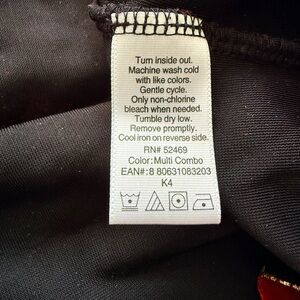 Turn inside out.
Machine wash cold
with like colors.
Gentle cycle.
Only non-chlorine
bleach when needed.
Tumble dry low.
Remove promptly.
Cool iron on reverse side.
RN# 52469
Color: Multi Combo
EAN#: 8 80631083203
K4